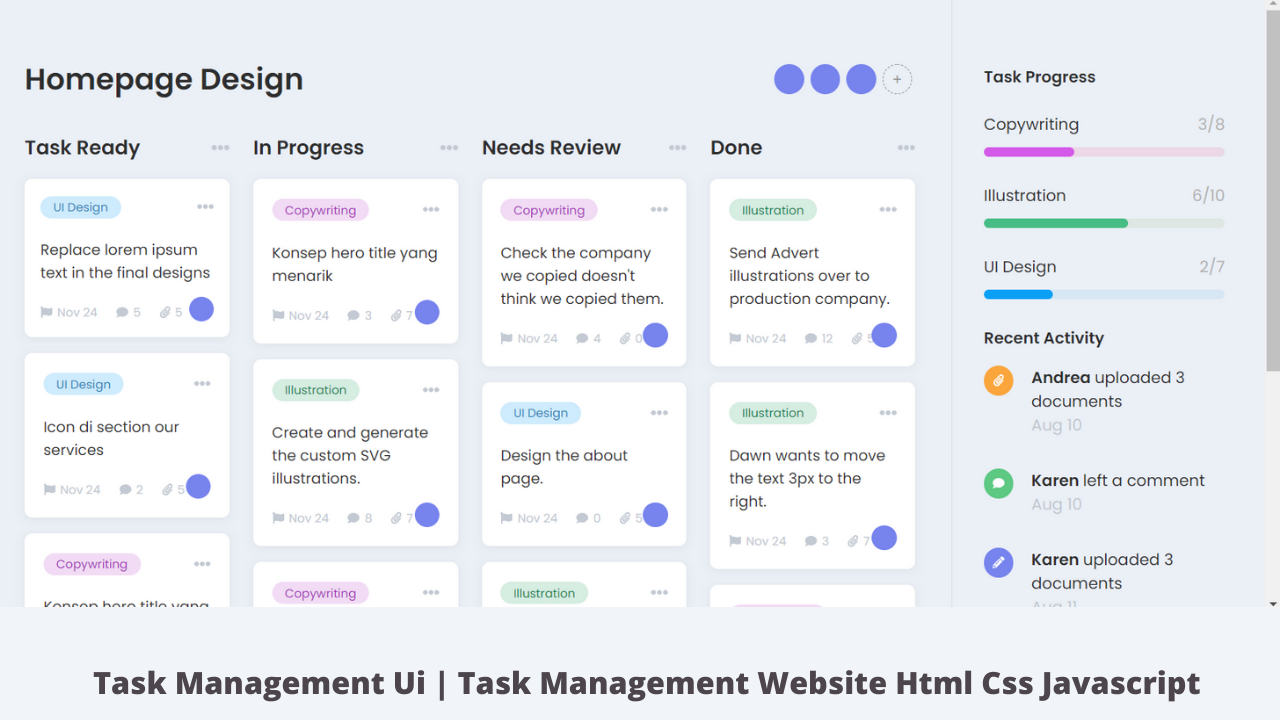 Homepage Design
+
Task Ready
UI Design
Replace lorem ipsum
text in the final designs
Nov 24 5 5
UI Design
Icon di section our
services
Nov 24 2 5
Copywriting
Konsep hero title yang
In Progress
Copywriting
Konsep hero title yang
menarik
Nov 24 3 7
Illustration
Create and generate
the custom SVG
illustrations.
Nov 24 8 7
Copywriting
Needs Review
Copywriting
Check the company
we copied doesn't
think we copied them.
Nov 24 4 0
UI Design
Design the about
page.
Nov 24 0 5
Illustration
Done
Illustration
Send Advert
illustrations over to
production company.
Nov 24 12 5
Illustration
Dawn wants to move
the text 3px to the
right.
Nov 24 3 7
Task Progress
Copywriting 3/8
Illustration 6/10
UI Design 2/7
Recent Activity
Andrea uploaded 3
documents
Aug 10
Karen left a comment
Aug 10
Karen uploaded 3
documents
Aug 11
Task Management Ui | Task Management Website Html Css Javascript